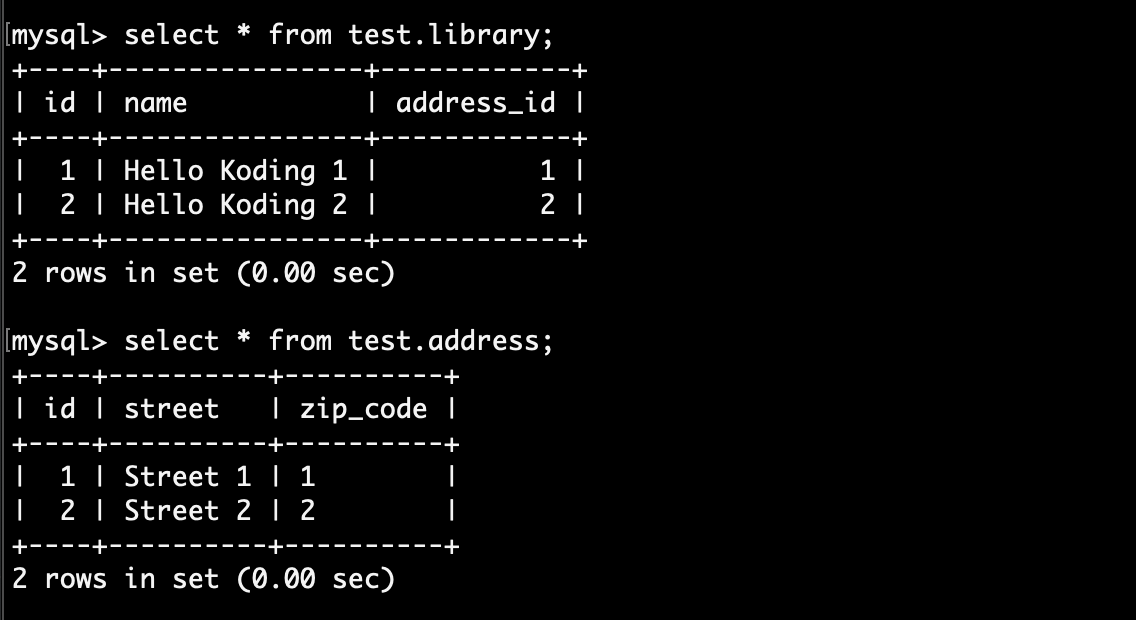 mysql> select * from test.library;
+----+----------------+------------+
| id | name           | address_id |
+----+----------------+------------+
|  1 | Hello Koding 1 |          1 |
|  2 | Hello Koding 2 |          2 |
+----+----------------+------------+
2 rows in set (0.00 sec)

mysql> select * from test.address;
+----+----------+----------+
| id | street   | zip_code |
+----+----------+----------+
|  1 | Street 1 | 1        |
|  2 | Street 2 | 2        |
+----+----------+----------+
2 rows in set (0.00 sec)